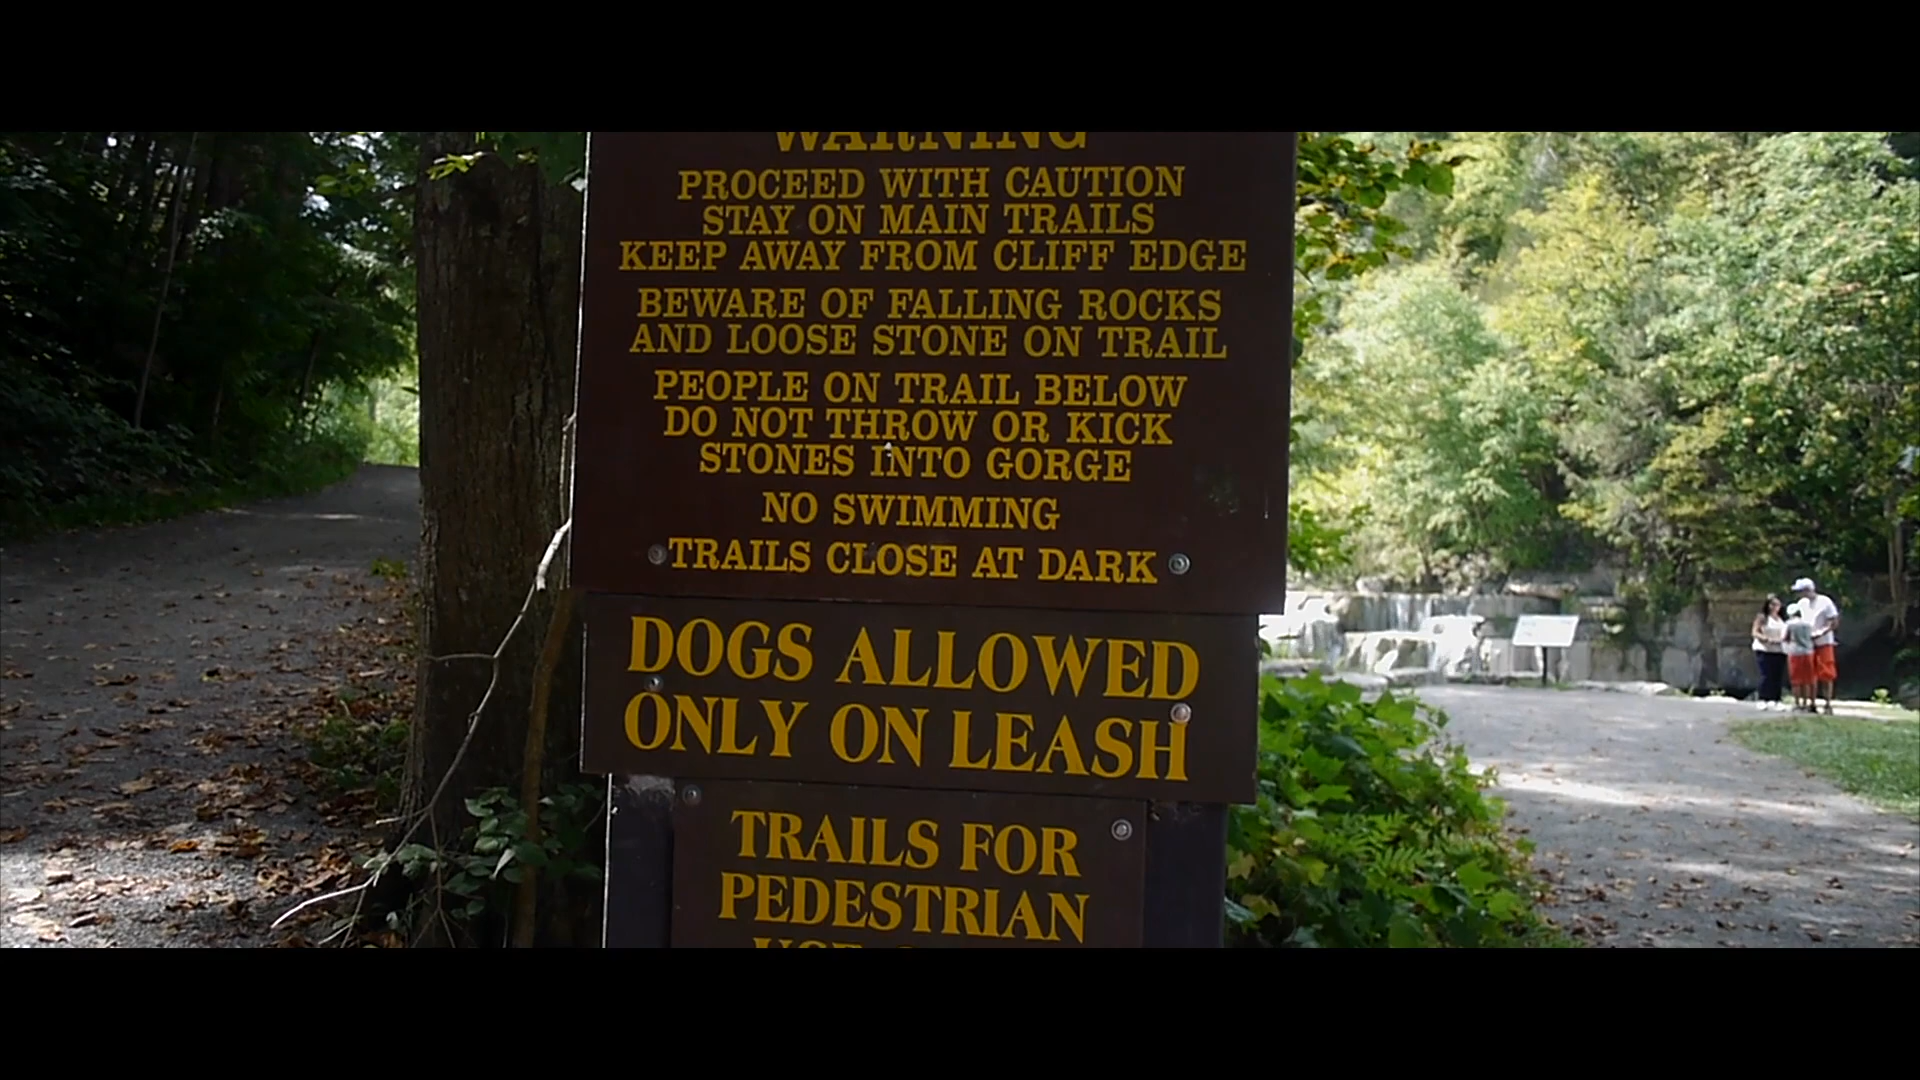 WARNING
PROCEED WITH CAUTION
STAY ON MAIN TRAILS
KEEP AWAY FROM CLIFF EDGE
BEWARE OF FALLING ROCKS
AND LOOSE STONE ON TRAIL
PEOPLE ON TRAIL BELOW
DO NOT THROW OR KICK
STONES INTO GORGE
NO SWIMMING
TRAILS CLOSE AT DARK
DOGS ALLOWED
ONLY ON LEASH
TRAILS FOR
PEDESTRIAN